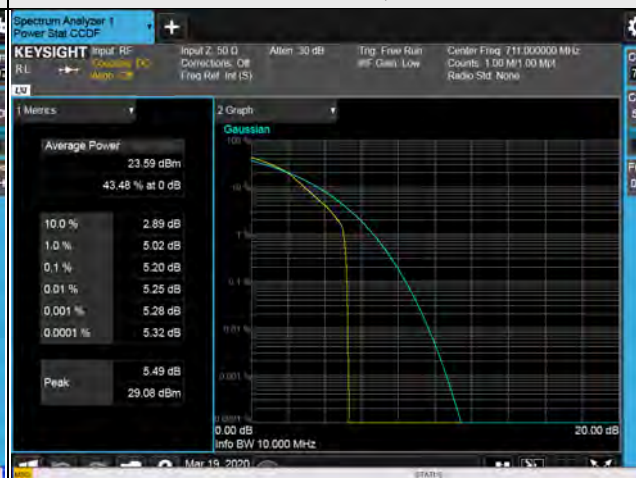 Spectrum Analyzer 1
Power Stat CCDF
+
KEYSIGHT Input: RF
RL
Coupling: DC
Align: Off
Input Z: 50 Ω
Corrections: Off
Freq Ref: Int (S)
Atten: 30 dB
Trig: Free Run
#IF Gain: Low
Center Freq: 711.000000 MHz
Counts: 1.00 M/1.00 Mpt
Radio Std: None
LXI
1 Metrics
2 Graph
Gaussian
Average Power
23.59 dBm
43.48 % at 0 dB
10.0 % 2.89 dB
1.0 % 5.02 dB
0.1 % 5.20 dB
0.01 % 5.25 dB
0.001 % 5.28 dB
0.0001 % 5.32 dB
Peak 5.49 dB
29.08 dBm
100 %
10 %
1 %
0.1 %
0.01 %
0.001 %
0.0001 %
0.00 dB 20.00 dB
Info BW 10.000 MHz
Mar 19, 2020
MSG STATUS